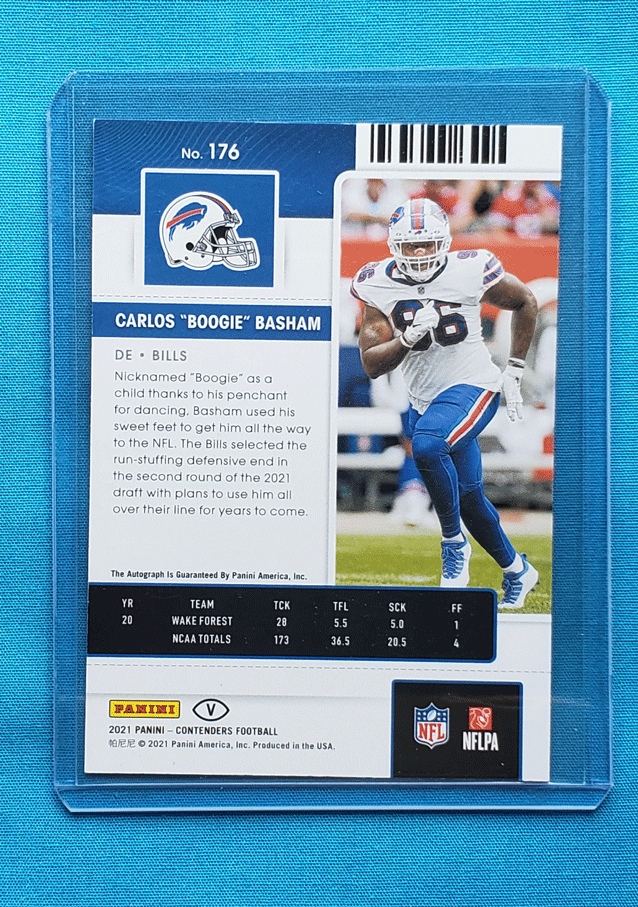 No. 176
CARLOS "BOOGIE" BASHAM
DE • BILLS
Nicknamed "Boogie" as a
child thanks to his penchant
for dancing, Basham used his
sweet feet to get him all the way
to the NFL. The Bills selected the
run-stuffing defensive end in
the second round of the 2021
draft with plans to use him all
over their line for years to come.
96
The Autograph Is Guaranteed By Panini America, Inc.
YR TEAM TCK TFL SCK FF
20 WAKE FOREST 28 5.5 5.0 1
NCAA TOTALS 173 36.5 20.5 4
PANINI V
2021 PANINI – CONTENDERS FOOTBALL
帕尼尼 © 2021 Panini America, Inc. Produced in the USA.
NFL
NFLPA